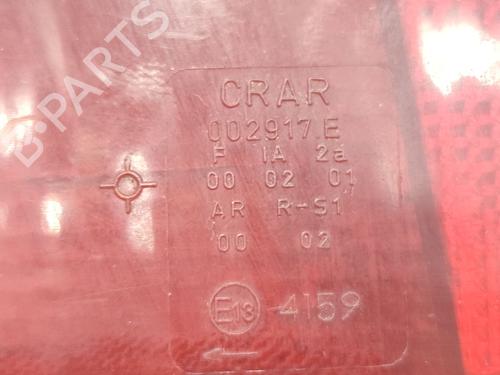 B-PARTS
CRAR
002917.E
F IA 2a
00 02 01
AR R-S1
00 02
E13 4159